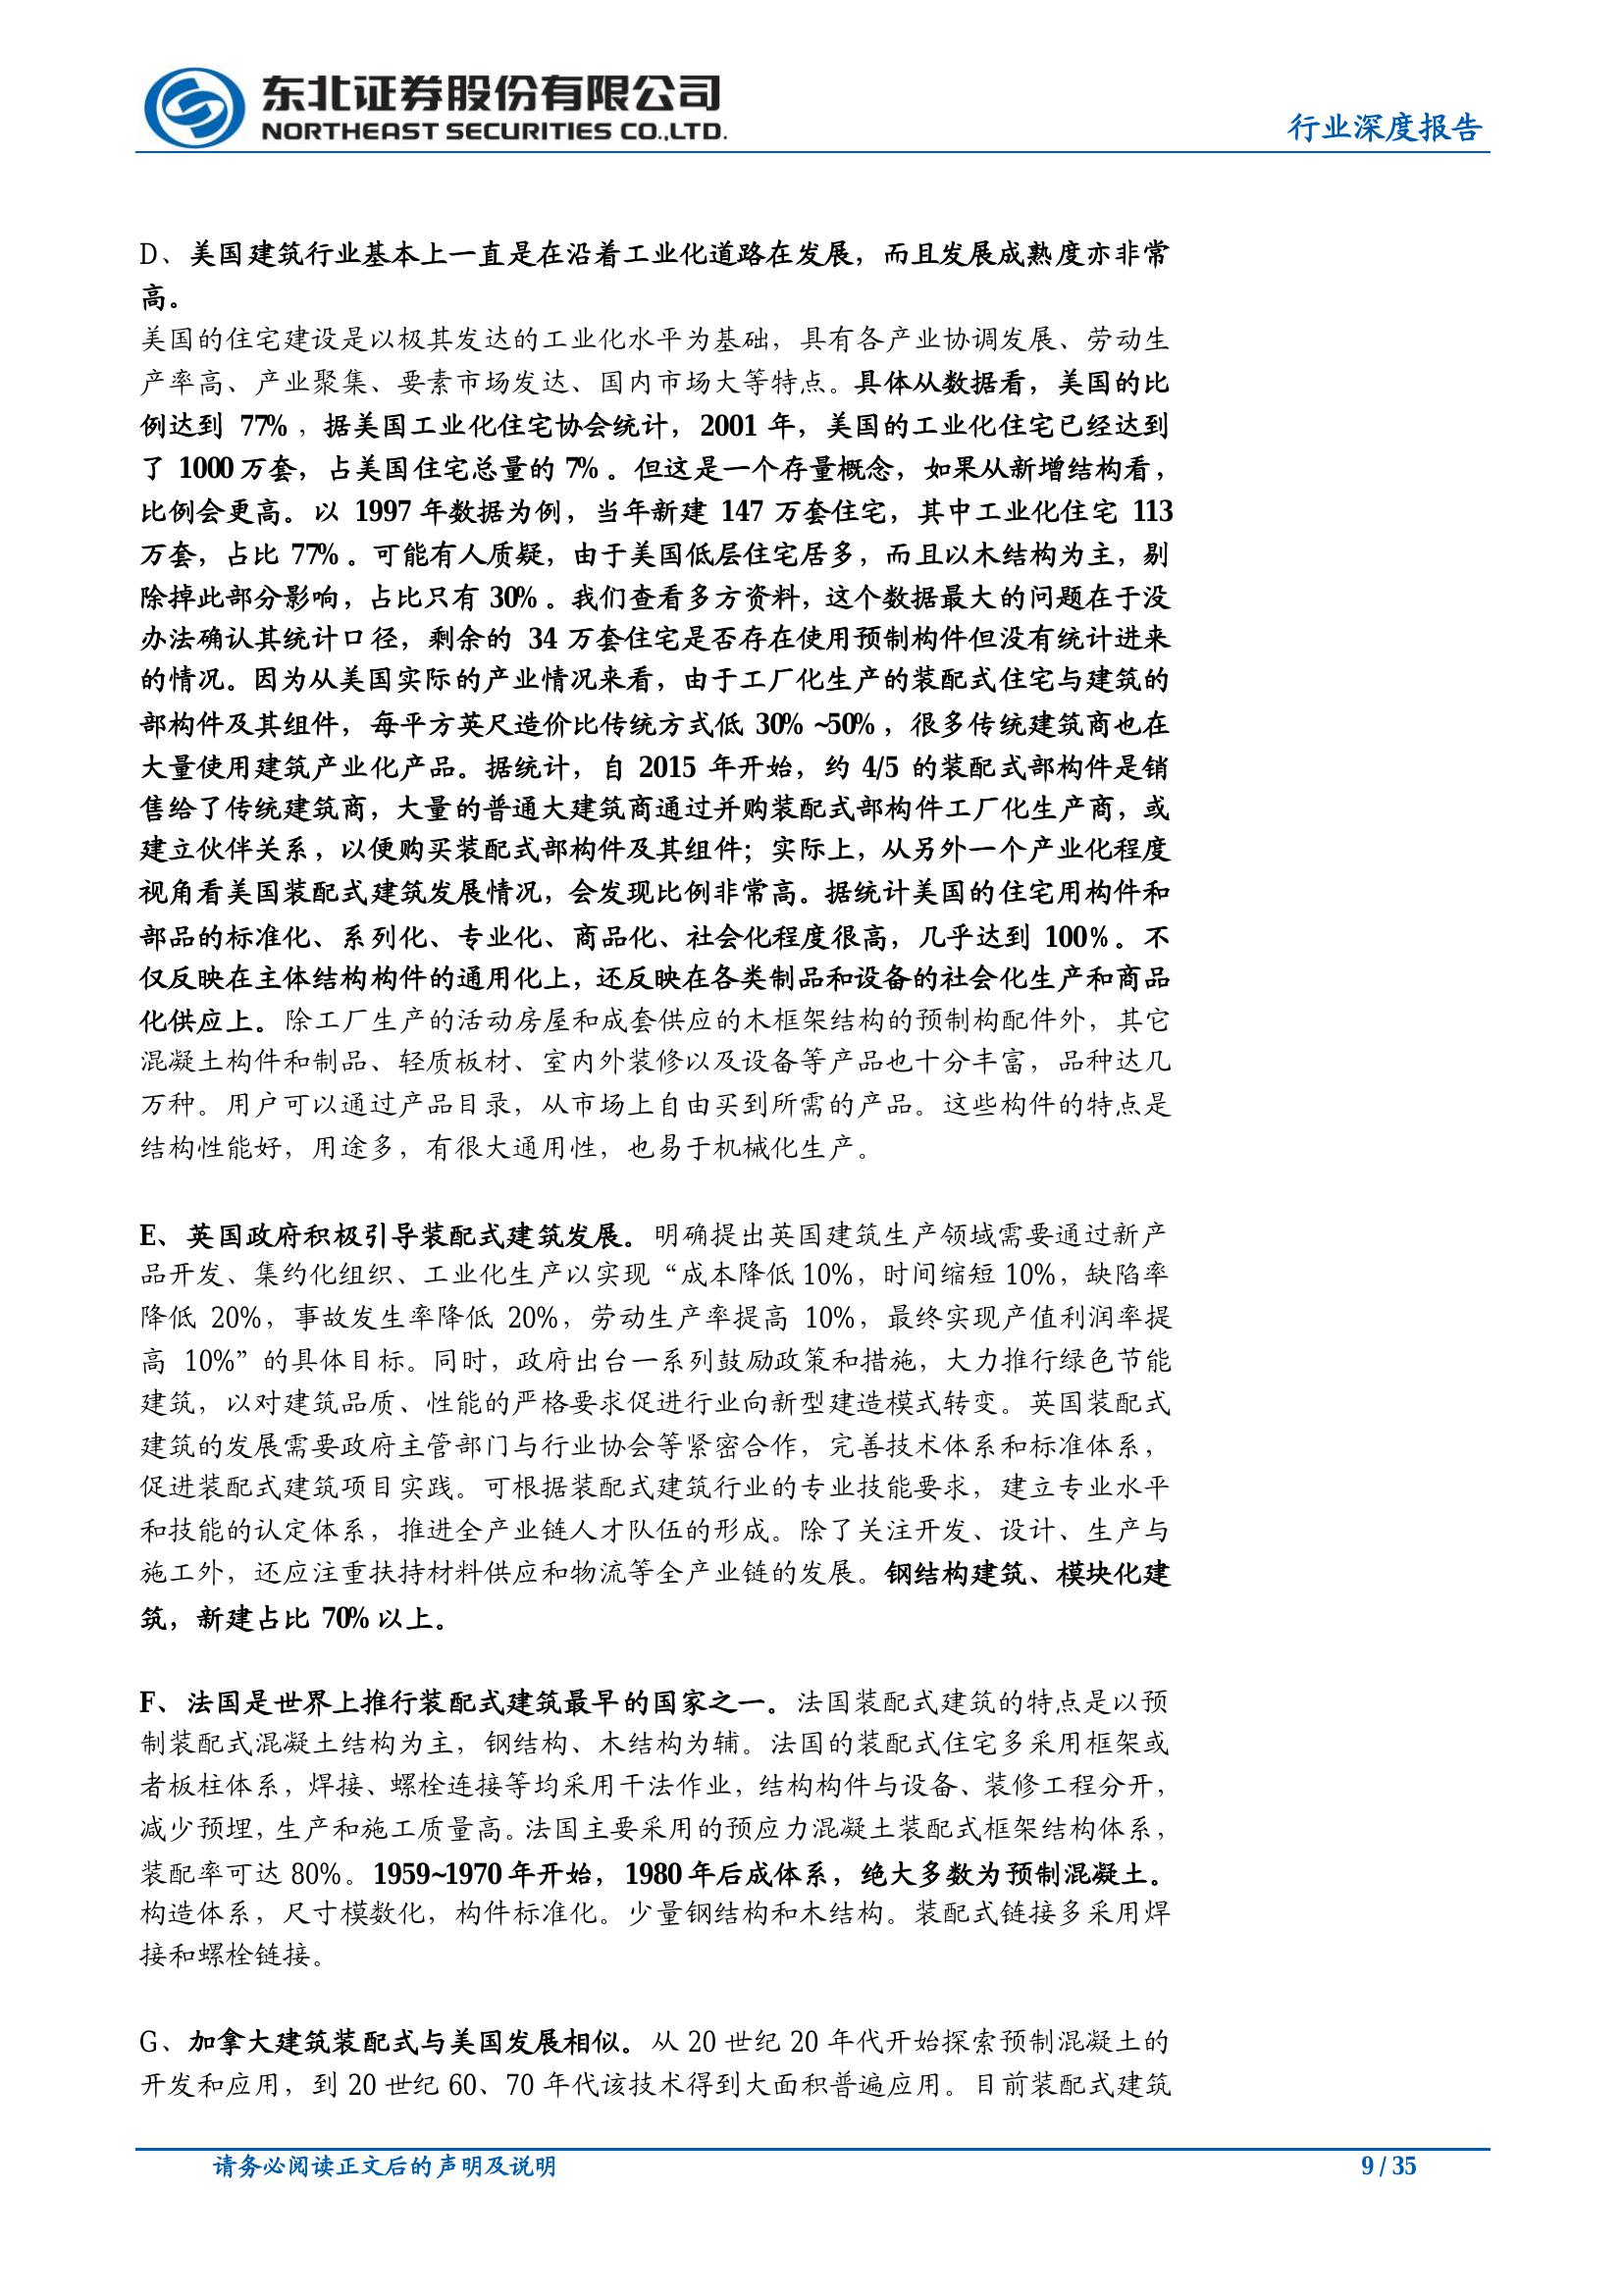 东北证券股份有限公司
NORTHEAST SECURITIES CO.,LTD.
行业深度报告
D、美国建筑行业基本上一直是在沿着工业化道路在发展，而且发展成熟度亦非常
高。
美国的住宅建设是以极其发达的工业化水平为基础，具有各产业协调发展、劳动生
产率高、产业聚集、要素市场发达、国内市场大等特点。具体从数据看，美国的比
例达到 77%，据美国工业化住宅协会统计，2001 年，美国的工业化住宅已经达到
了 1000 万套，占美国住宅总量的 7%。但这是一个存量概念，如果从新增结构看，
比例会更高。以 1997 年数据为例，当年新建 147 万套住宅，其中工业化住宅 113
万套，占比 77%。可能有人质疑，由于美国低层住宅居多，而且以木结构为主，剔
除掉此部分影响，占比只有 30%。我们查看多方资料，这个数据最大的问题在于没
办法确认其统计口径，剩余的 34 万套住宅是否存在使用预制构件但没有统计进来
的情况。因为从美国实际的产业情况来看，由于工厂化生产的装配式住宅与建筑的
部构件及其组件，每平方英尺造价比传统方式低 30%~50%，很多传统建筑商也在
大量使用建筑产业化产品。据统计，自 2015 年开始，约 4/5 的装配式部构件是销
售给了传统建筑商，大量的普通大建筑商通过并购装配式部构件工厂化生产商，或
建立伙伴关系，以便购买装配式部构件及其组件；实际上，从另外一个产业化程度
视角看美国装配式建筑发展情况，会发现比例非常高。据统计美国的住宅用构件和
部品的标准化、系列化、专业化、商品化、社会化程度很高，几乎达到 100%。不
仅反映在主体结构构件的通用化上，还反映在各类制品和设备的社会化生产和商品
化供应上。除工厂生产的活动房屋和成套供应的木框架结构的预制构配件外，其它
混凝土构件和制品、轻质板材、室内外装修以及设备等产品也十分丰富，品种达几
万种。用户可以通过产品目录，从市场上自由买到所需的产品。这些构件的特点是
结构性能好，用途多，有很大通用性，也易于机械化生产。
E、英国政府积极引导装配式建筑发展。明确提出英国建筑生产领域需要通过新产
品开发、集约化组织、工业化生产以实现“成本降低 10%，时间缩短 10%，缺陷率
降低 20%，事故发生率降低 20%，劳动生产率提高 10%，最终实现产值利润率提
高 10%”的具体目标。同时，政府出台一系列鼓励政策和措施，大力推行绿色节能
建筑，以对建筑品质、性能的严格要求促进行业向新型建造模式转变。英国装配式
建筑的发展需要政府主管部门与行业协会等紧密合作，完善技术体系和标准体系，
促进装配式建筑项目实践。可根据装配式建筑行业的专业技能要求，建立专业水平
和技能的认定体系，推进全产业链人才队伍的形成。除了关注开发、设计、生产与
施工外，还应注重扶持材料供应和物流等全产业链的发展。钢结构建筑、模块化建
筑，新建占比 70%以上。
F、法国是世界上推行装配式建筑最早的国家之一。法国装配式建筑的特点是以预
制装配式混凝土结构为主，钢结构、木结构为辅。法国的装配式住宅多采用框架或
者板柱体系，焊接、螺栓连接等均采用干法作业，结构构件与设备、装修工程分开，
减少预埋，生产和施工质量高。法国主要采用的预应力混凝土装配式框架结构体系，
装配率可达 80%。1959~1970 年开始，1980 年后成体系，绝大多数为预制混凝土。
构造体系，尺寸模数化，构件标准化。少量钢结构和木结构。装配式链接多采用焊
接和螺栓链接。
G、加拿大建筑装配式与美国发展相似。从 20 世纪 20 年代开始探索预制混凝土的
开发和应用，到 20 世纪 60、70 年代该技术得到大面积普遍应用。目前装配式建筑
请务必阅读正文后的声明及说明
9 / 35